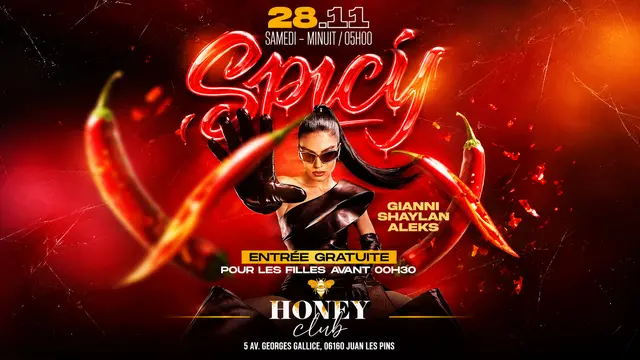 28.11
SAMEDI - MINUIT / 05H00
Spicy
GIANNI
SHAYLAN
ALEKS
ENTRÉE GRATUITE
POUR LES FILLES AVANT 00H30
HONEY
club
5 AV. GEORGES GALLICE, 06160 JUAN LES PINS